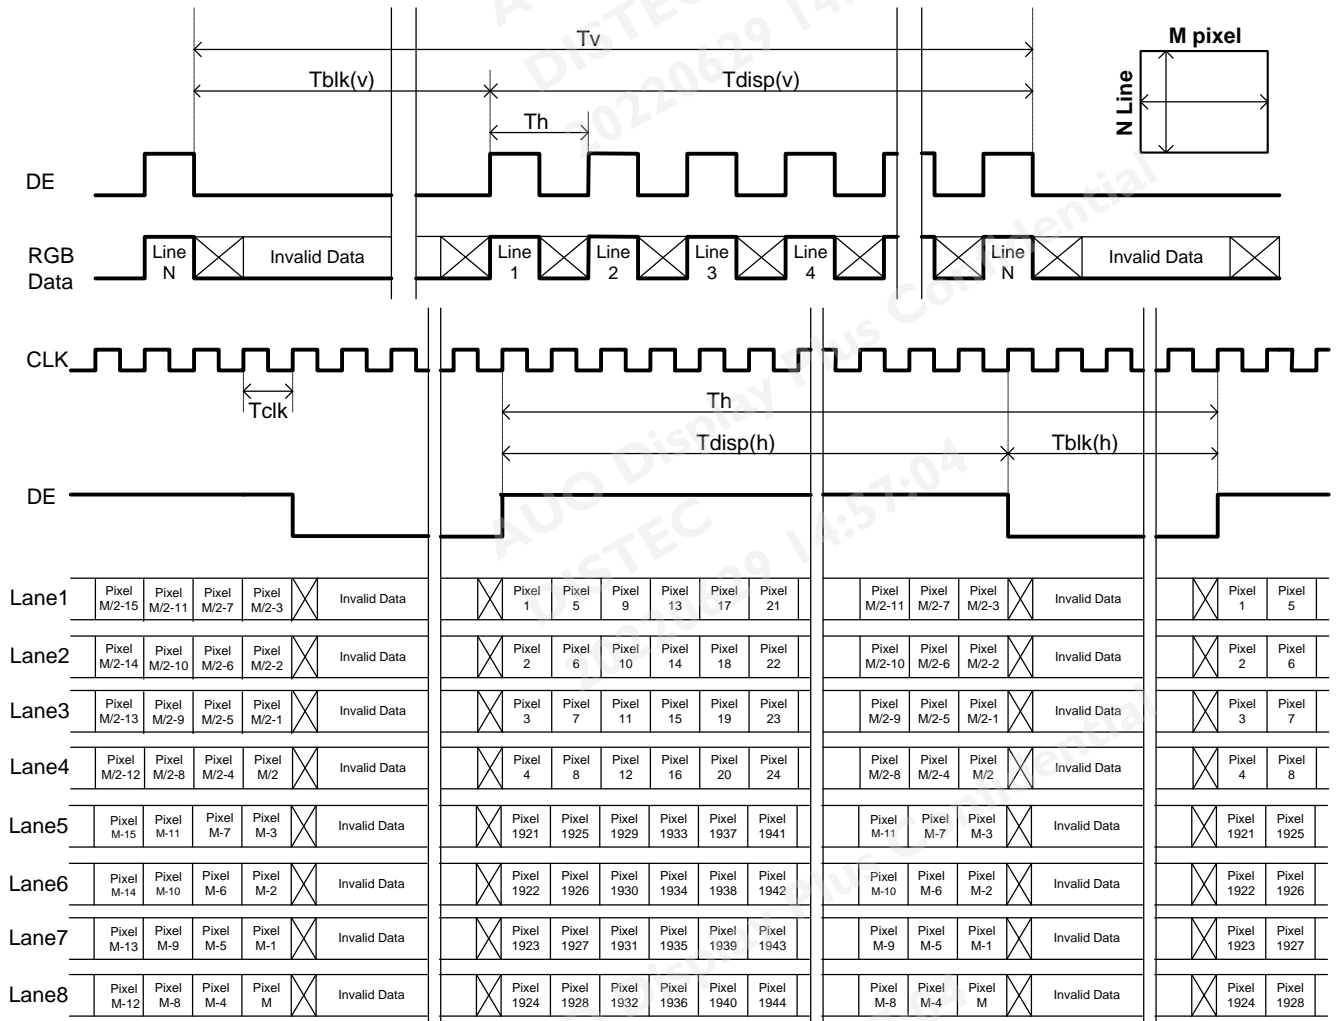 Tv
M pixel
Tblk(v) Tdisp(v)
N Line
Th
DE
RGB Data
Line N Invalid Data Line 1 Line 2 Line 3 Line 4 Line N Invalid Data
CLK
Tclk
Th
Tdisp(h) Tblk(h)
DE
Lane1 Pixel M/2-15 Pixel M/2-11 Pixel M/2-7 Pixel M/2-3 Invalid Data Pixel 1 Pixel 5 Pixel 9 Pixel 13 Pixel 17 Pixel 21 Pixel M/2-11 Pixel M/2-7 Pixel M/2-3 Invalid Data Pixel 1 Pixel 5
Lane2 Pixel M/2-14 Pixel M/2-10 Pixel M/2-6 Pixel M/2-2 Invalid Data Pixel 2 Pixel 6 Pixel 10 Pixel 14 Pixel 18 Pixel 22 Pixel M/2-10 Pixel M/2-6 Pixel M/2-2 Invalid Data Pixel 2 Pixel 6
Lane3 Pixel M/2-13 Pixel M/2-9 Pixel M/2-5 Pixel M/2-1 Invalid Data Pixel 3 Pixel 7 Pixel 11 Pixel 15 Pixel 19 Pixel 23 Pixel M/2-9 Pixel M/2-5 Pixel M/2-1 Invalid Data Pixel 3 Pixel 7
Lane4 Pixel M/2-12 Pixel M/2-8 Pixel M/2-4 Pixel M/2 Invalid Data Pixel 4 Pixel 8 Pixel 12 Pixel 16 Pixel 20 Pixel 24 Pixel M/2-8 Pixel M/2-4 Pixel M/2 Invalid Data Pixel 4 Pixel 8
Lane5 Pixel M-15 Pixel M-11 Pixel M-7 Pixel M-3 Invalid Data Pixel 1921 Pixel 1925 Pixel 1929 Pixel 1933 Pixel 1937 Pixel 1941 Pixel M-11 Pixel M-7 Pixel M-3 Invalid Data Pixel 1921 Pixel 1925
Lane6 Pixel M-14 Pixel M-10 Pixel M-6 Pixel M-2 Invalid Data Pixel 1922 Pixel 1926 Pixel 1930 Pixel 1934 Pixel 1938 Pixel 1942 Pixel M-10 Pixel M-6 Pixel M-2 Invalid Data Pixel 1922 Pixel 1926
Lane7 Pixel M-13 Pixel M-9 Pixel M-5 Pixel M-1 Invalid Data Pixel 1923 Pixel 1927 Pixel 1931 Pixel 1935 Pixel 1939 Pixel 1943 Pixel M-9 Pixel M-5 Pixel M-1 Invalid Data Pixel 1923 Pixel 1927
Lane8 Pixel M-12 Pixel M-8 Pixel M-4 Pixel M Invalid Data Pixel 1924 Pixel 1928 Pixel 1932 Pixel 1936 Pixel 1940 Pixel 1944 Pixel M-8 Pixel M-4 Pixel M Invalid Data Pixel 1924 Pixel 1928
AUO Display Plus Confidential
DISTEC
20220629 14:57:04